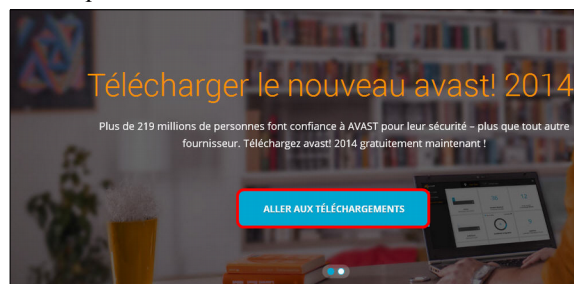 Télécharger le nouveau avast! 2014
Plus de 219 millions de personnes font confiance à AVAST pour leur sécurité – plus que tout autre
fournisseur. Téléchargez avast! 2014 gratuitement maintenant !
ALLER AUX TÉLÉCHARGEMENTS